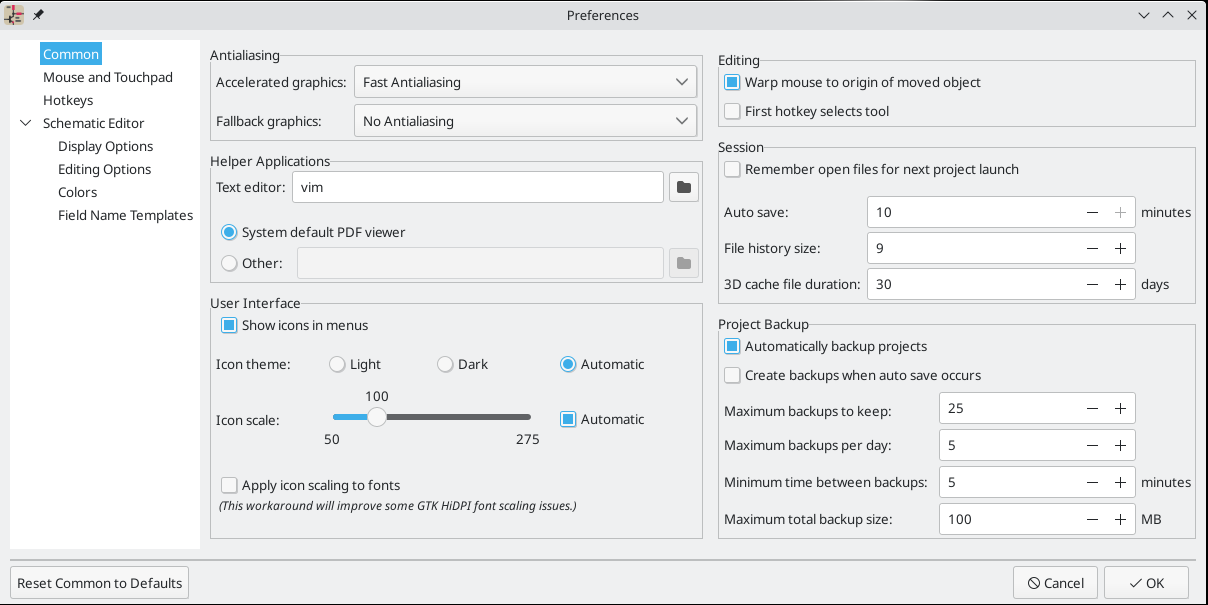 Preferences
Common
Mouse and Touchpad
Hotkeys
Schematic Editor
Display Options
Editing Options
Colors
Field Name Templates
Antialiasing
Accelerated graphics: Fast Antialiasing
Fallback graphics: No Antialiasing
Helper Applications
Text editor: vim
System default PDF viewer
Other:
User Interface
Show icons in menus
Icon theme: Light Dark Automatic
100
Icon scale: Automatic
50 275
Apply icon scaling to fonts
(This workaround will improve some GTK HiDPI font scaling issues.)
Editing
Warp mouse to origin of moved object
First hotkey selects tool
Session
Remember open files for next project launch
Auto save: 10 minutes
File history size: 9
3D cache file duration: 30 days
Project Backup
Automatically backup projects
Create backups when auto save occurs
Maximum backups to keep: 25
Maximum backups per day: 5
Minimum time between backups: 5 minutes
Maximum total backup size: 100 MB
Reset Common to Defaults
Cancel
OK